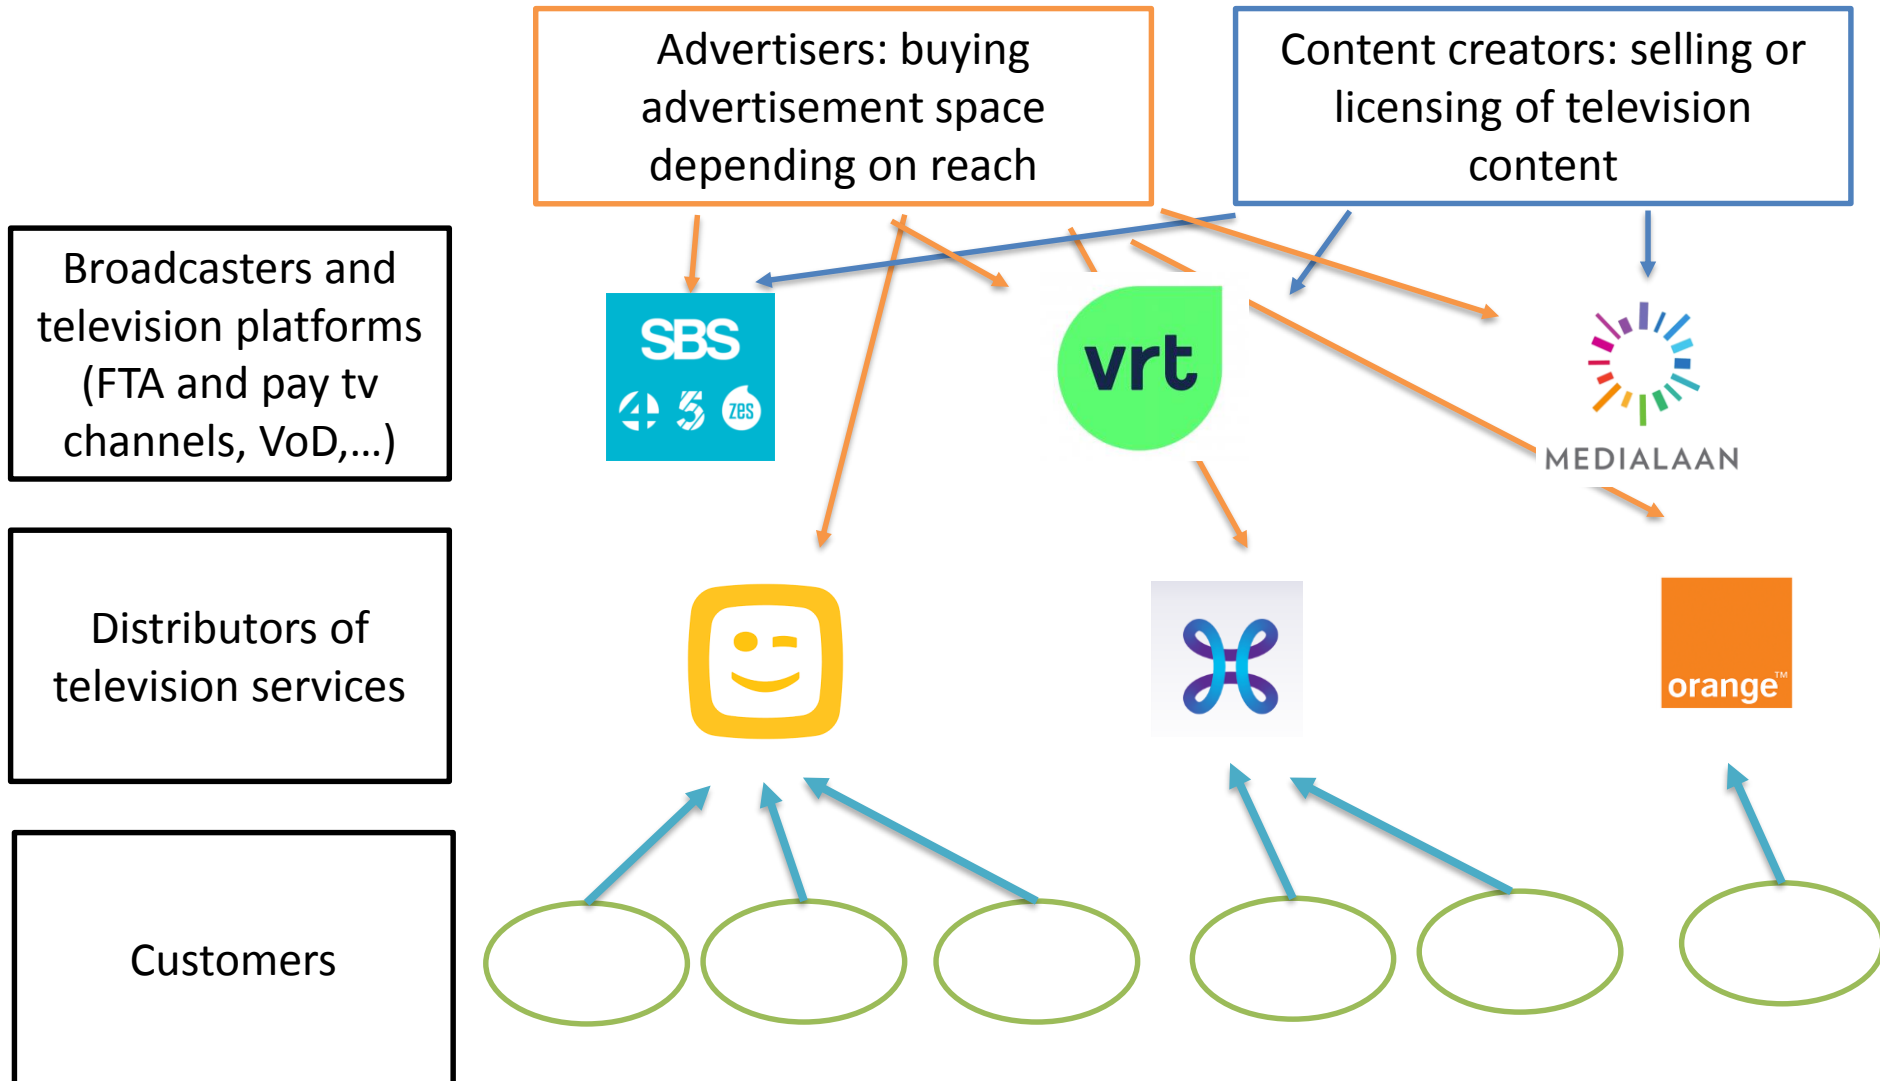 Advertisers: buying
advertisement space
depending on reach
Content creators: selling or
licensing of television
content
Broadcasters and
television platforms
(FTA and pay tv
channels, VoD,...)
SBS
4 5 zes
vrt
MEDIALAAN
Distributors of
television services
orange™
Customers